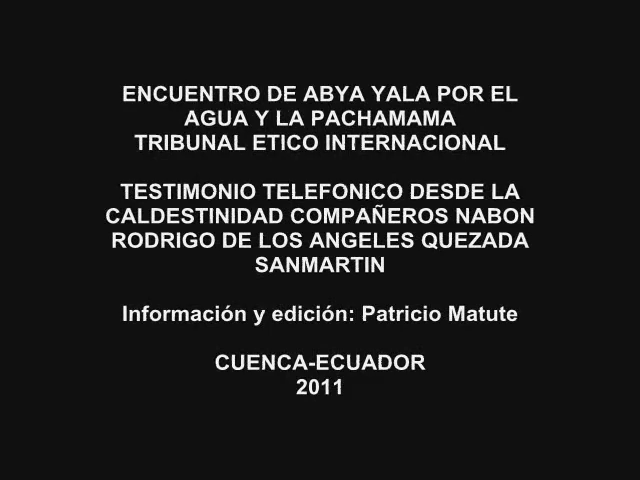 ENCUENTRO DE ABYA YALA POR EL
AGUA Y LA PACHAMAMA
TRIBUNAL ETICO INTERNACIONAL
TESTIMONIO TELEFONICO DESDE LA
CALDESTINIDAD COMPAÑEROS NABON
RODRIGO DE LOS ANGELES QUEZADA
SANMARTIN
Información y edición: Patricio Matute
CUENCA-ECUADOR
2011